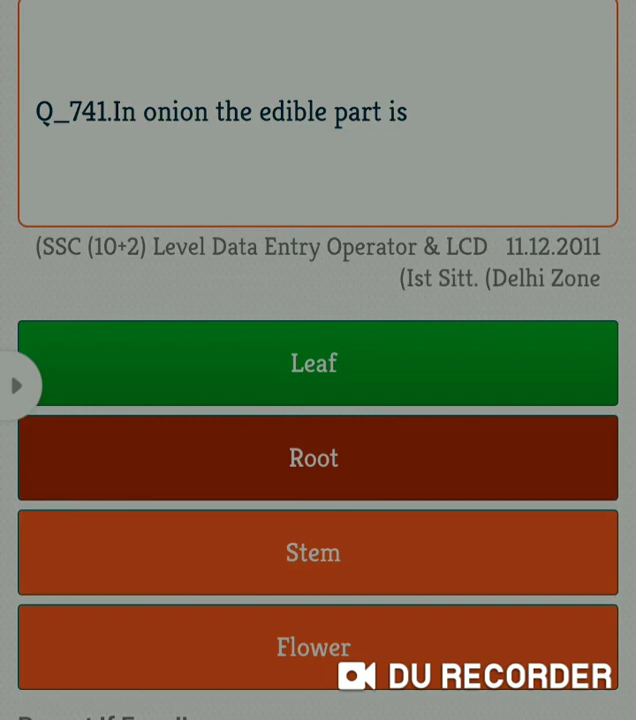 Q_741.In onion the edible part is
(SSC (10+2) Level Data Entry Operator & LCD 11.12.2011
(Ist Sitt. (Delhi Zone
Leaf
Root
Stem
Flower
DU RECORDER